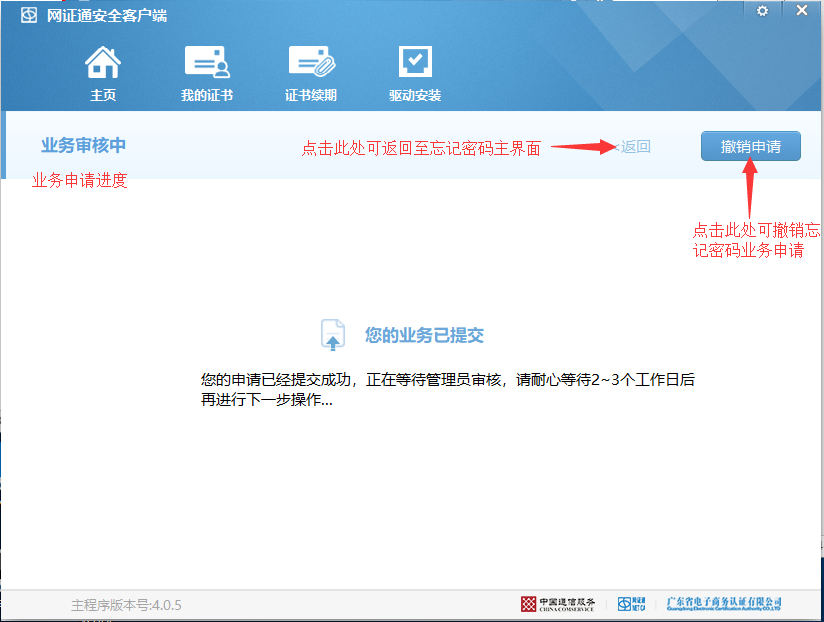 网证通安全客户端
主页
我的证书
证书续期
驱动安装
业务审核中
点击此处可返回至忘记密码主界面
<返回
撤销申请
业务申请进度
点击此处可撤销忘
记密码业务申请
您的业务已提交
您的申请已经提交成功，正在等待管理员审核，请耐心等待2~3个工作日后
再进行下一步操作...
主程序版本号:4.0.5
中国通信服务
CHINA COMSERVICE
网证通
NETCA
广东省电子商务认证有限公司
Guangdong Electronic Certification Authority CO.,LTD